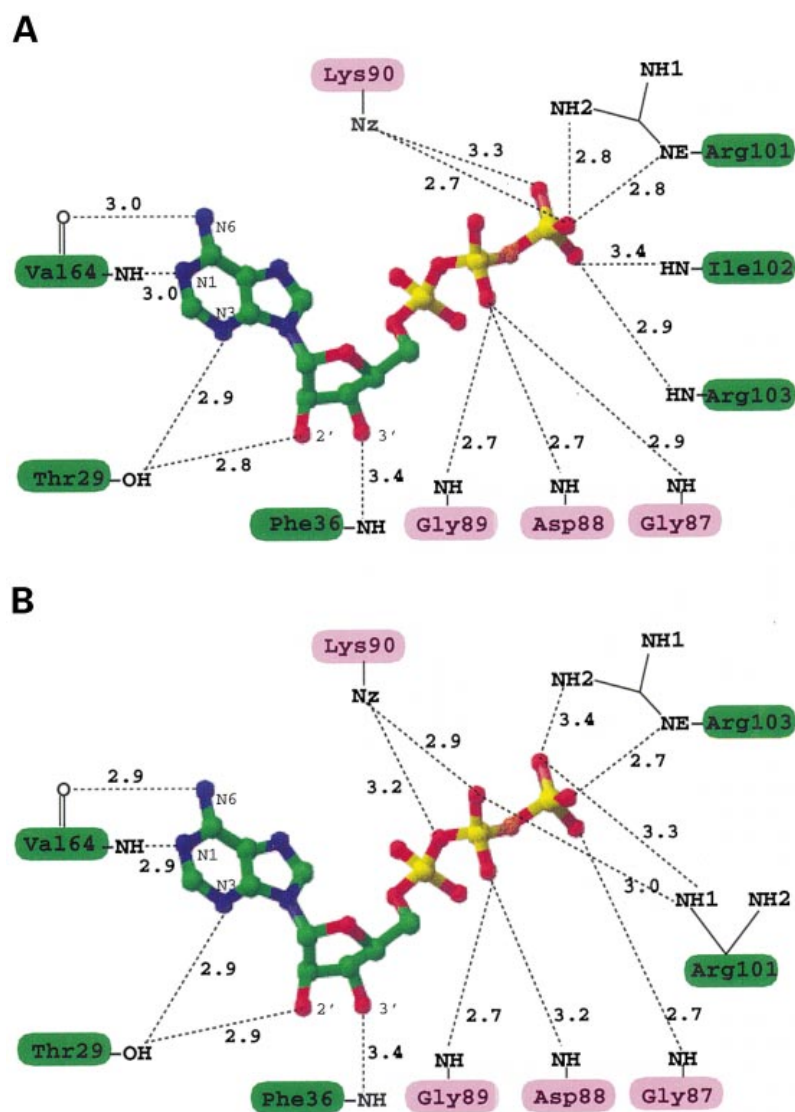 A
Lys90
NH1
Nz
NH2
3.3
2.8
NE
Arg101
2.7
2.8
3.0
N6
Val64
NH
3.0
N1
3.4
HN
Ile102
N3
2.9
2.9
HN
Arg103
2.7
2.7
2.9
2'
3'
2.8
Thr29
OH
3.4
NH
NH
NH
Phe36
NH
Gly89
Asp88
Gly87
B
Lys90
NH1
Nz
NH2
3.4
NE
Arg103
2.9
2.7
2.9
3.2
N6
Val64
NH
2.9
N1
3.3
N3
3.0
NH1
NH2
2.9
Arg101
2.7
3.2
2.7
2'
3'
2.9
Thr29
OH
3.4
NH
NH
NH
Phe36
NH
Gly89
Asp88
Gly87